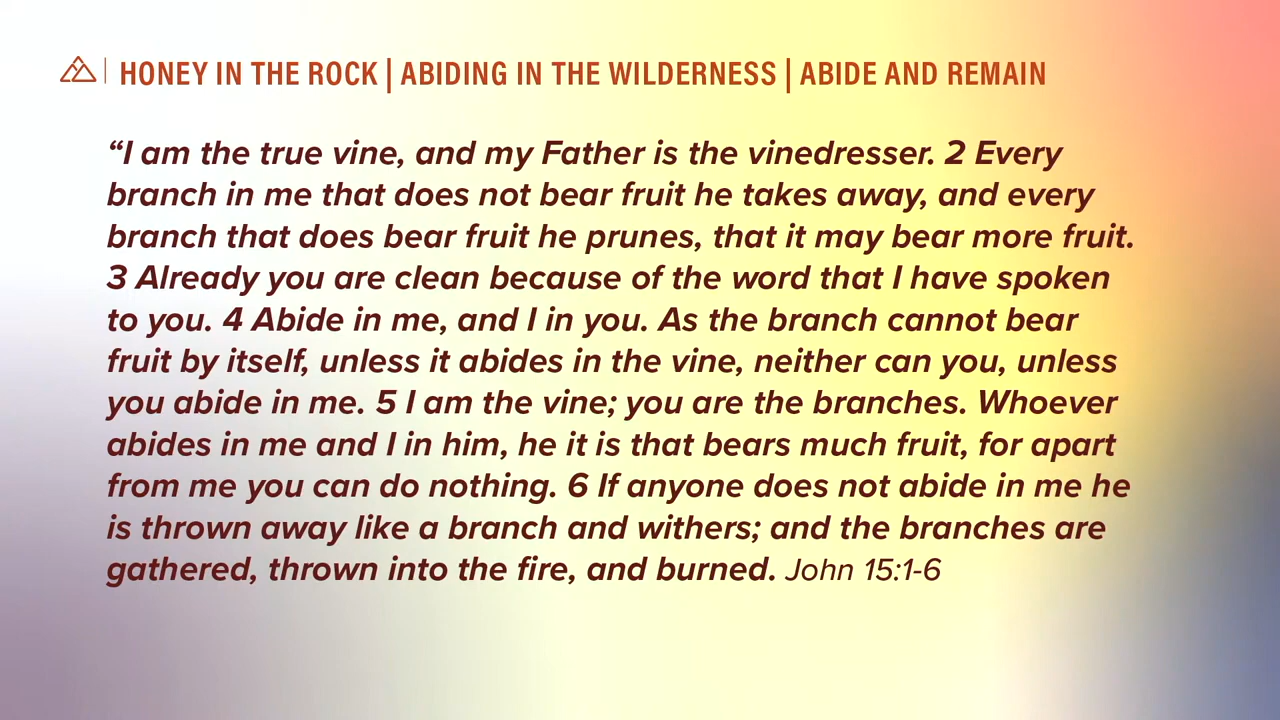 HONEY IN THE ROCK | ABIDING IN THE WILDERNESS | ABIDE AND REMAIN
“I am the true vine, and my Father is the vinedresser. 2 Every
branch in me that does not bear fruit he takes away, and every
branch that does bear fruit he prunes, that it may bear more fruit.
3 Already you are clean because of the word that I have spoken
to you. 4 Abide in me, and I in you. As the branch cannot bear
fruit by itself, unless it abides in the vine, neither can you, unless
you abide in me. 5 I am the vine; you are the branches. Whoever
abides in me and I in him, he it is that bears much fruit, for apart
from me you can do nothing. 6 If anyone does not abide in me he
is thrown away like a branch and withers; and the branches are
gathered, thrown into the fire, and burned. John 15:1-6